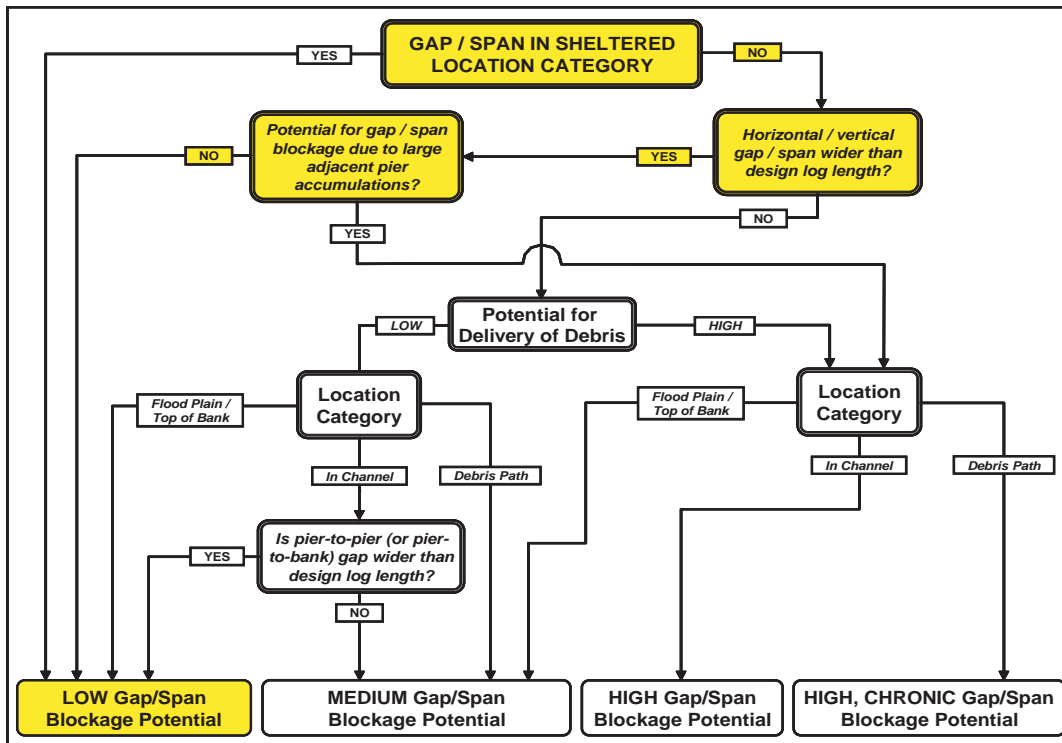 GAP / SPAN IN SHELTERED
LOCATION CATEGORY
YES
NO
Potential for gap / span
blockage due to large
adjacent pier
accumulations?
Horizontal / vertical
gap / span wider than
design log length?
NO
YES
YES
NO
Potential for
Delivery of Debris
LOW
HIGH
Location
Category
Flood Plain /
Top of Bank
In Channel
Debris Path
Location
Category
Flood Plain /
Top of Bank
In Channel
Debris Path
Is pier-to-pier (or pier-
to-bank) gap wider than
design log length?
YES
NO
LOW Gap/Span
Blockage Potential
MEDIUM Gap/Span
Blockage Potential
HIGH Gap/Span
Blockage Potential
HIGH, CHRONIC Gap/Span
Blockage Potential